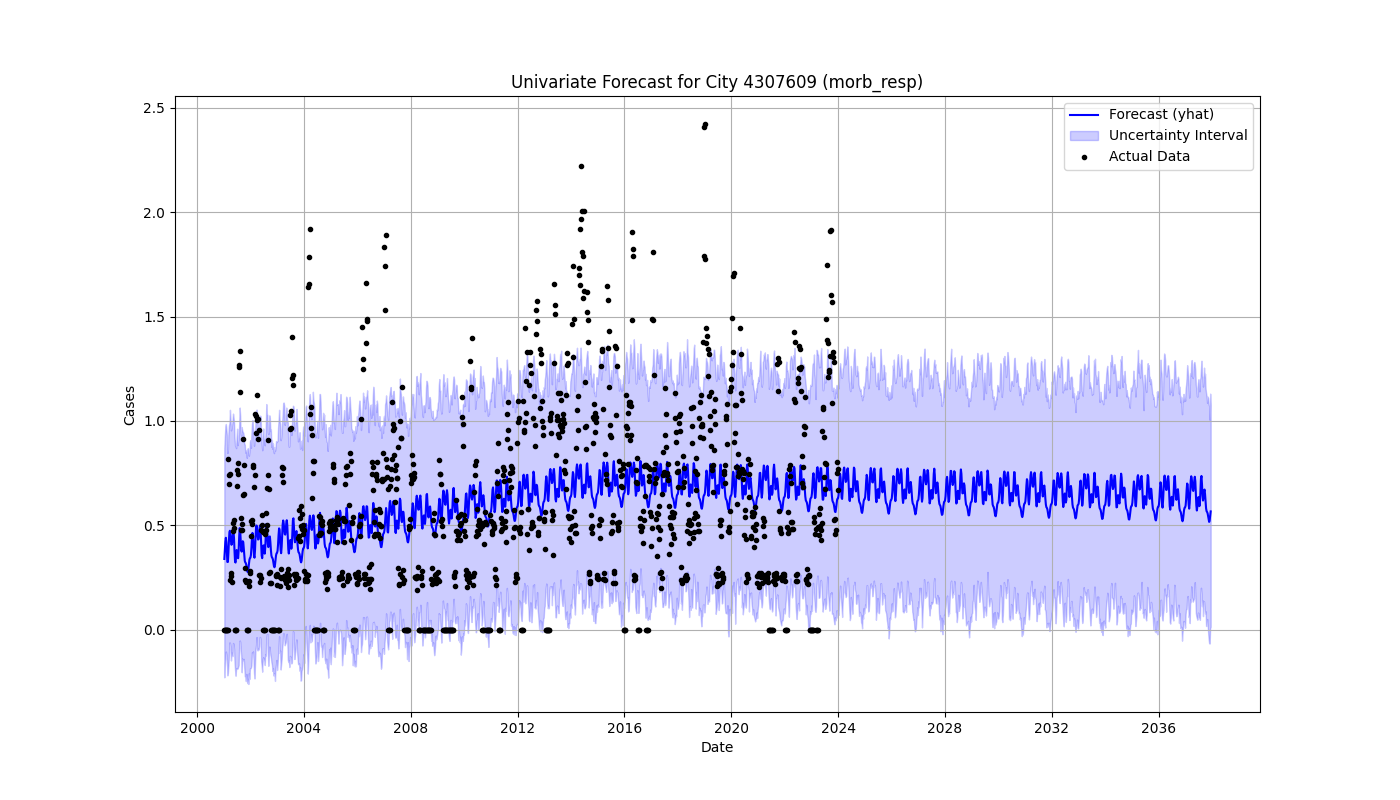 Univariate Forecast for City 4307609 (morb_resp)
2.5
2.0
1.5
1.0
0.5
0.0
Cases
Forecast (yhat)
Uncertainty Interval
Actual Data
2000 2004 2008 2012 2016 2020 2024 2028 2032 2036
Date